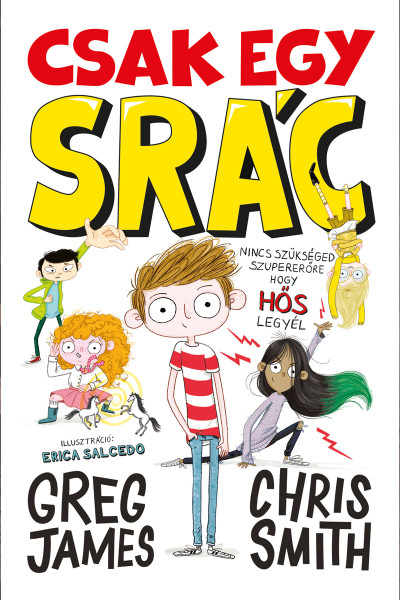 CSAK EGY
SRÁC
NINCS SZÜKSÉGED
SZUPERERŐRE
HOGY
HŐS
LEGYÉL
ILLUSZTRÁCIÓ:
ERICA SALCEDO
GREG
JAMES
CHRIS
SMITH